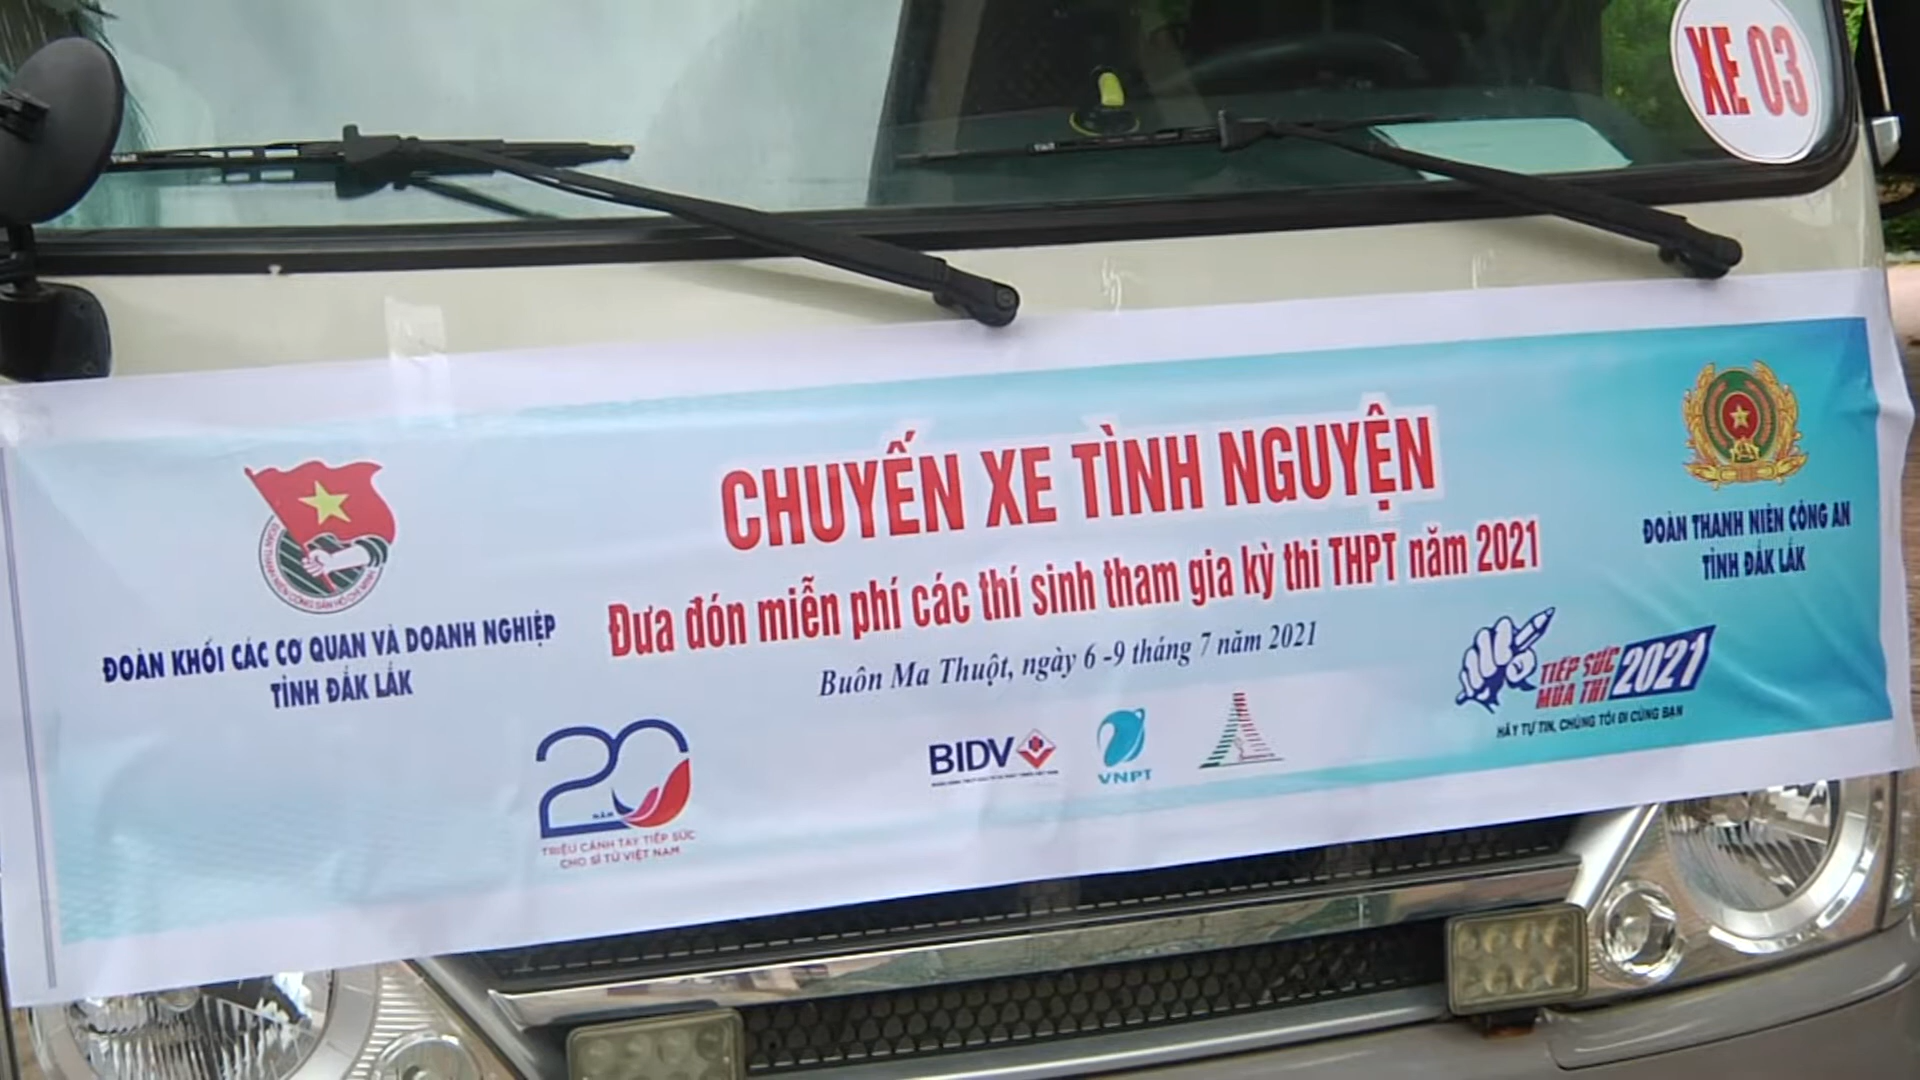 XE 03
CHUYẾN XE TÌNH NGUYỆN
Đưa đón miễn phí các thí sinh tham gia kỳ thi THPT năm 2021
Buôn Ma Thuột, ngày 6 -9 tháng 7 năm 2021
ĐOÀN KHỐI CÁC CƠ QUAN VÀ DOANH NGHIỆP
TỈNH ĐẮK LẮK
ĐOÀN THANH NIÊN CÔNG AN
TỈNH ĐẮK LẮK
20
NĂM
TRIỆU CÁNH TAY TIẾP SỨC
CHO SĨ TỬ VIỆT NAM
BIDV
VNPT
TIẾP SỨC
MÙA THI
2021
HÃY TỰ TIN, CHÚNG TÔI ĐI CÙNG BẠN